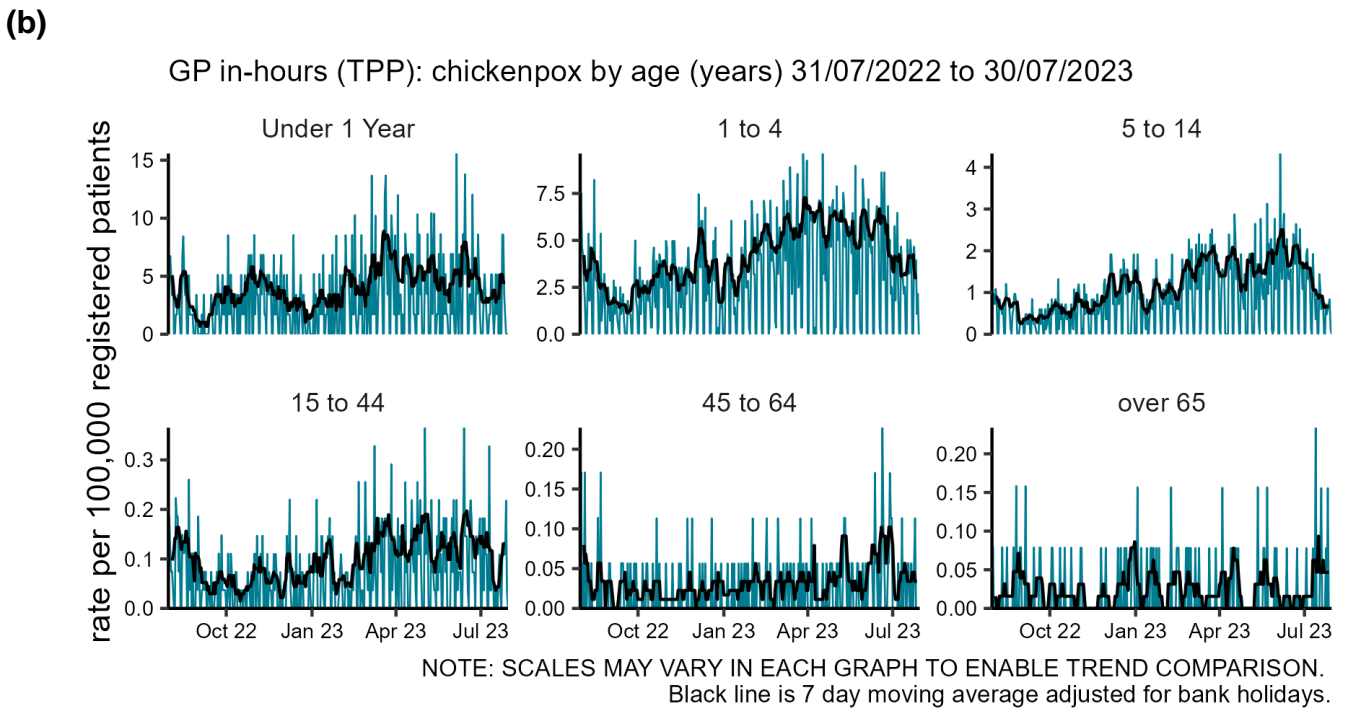 (b)
GP in-hours (TPP): chickenpox by age (years) 31/07/2022 to 30/07/2023
rate per 100,000 registered patients
Under 1 Year
15
10
5
0
1 to 4
7.5
5.0
2.5
0.0
5 to 14
4
3
2
1
0
15 to 44
0.3
0.2
0.1
0.0
Oct 22 Jan 23 Apr 23 Jul 23
45 to 64
0.20
0.15
0.10
0.05
0.00
Oct 22 Jan 23 Apr 23 Jul 23
over 65
0.20
0.15
0.10
0.05
0.00
Oct 22 Jan 23 Apr 23 Jul 23
NOTE: SCALES MAY VARY IN EACH GRAPH TO ENABLE TREND COMPARISON.
Black line is 7 day moving average adjusted for bank holidays.